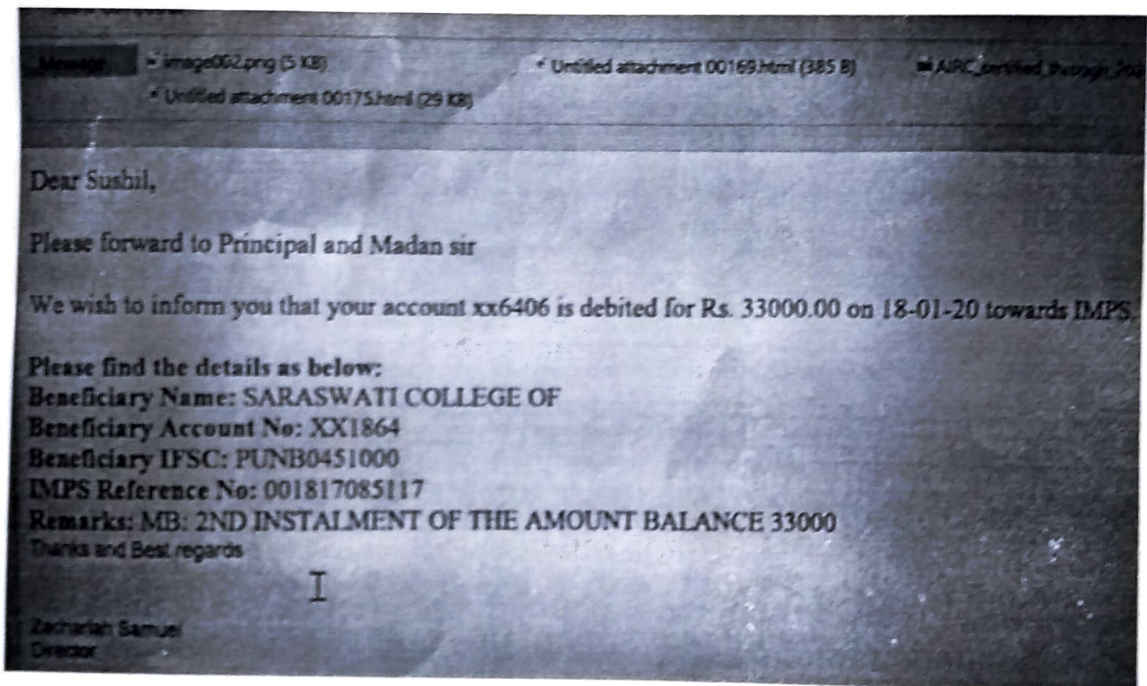 Message
image002.png (5 KB)
Untitled attachment 00169.html (385 B)
Untitled attachment 00175.html (29 KB)
Dear Sushil,
Please forward to Principal and Madan sir
We wish to inform you that your account xx6406 is debited for Rs. 33000.00 on 18-01-20 towards IMPS.
Please find the details as below:
Beneficiary Name: SARASWATI COLLEGE OF
Beneficiary Account No: XX1864
Beneficiary IFSC: PUNB0451000
IMPS Reference No: 001817085117
Remarks: MB: 2ND INSTALMENT OF THE AMOUNT BALANCE 33000
Thanks and Best regards
Zachariah Samuel
Director